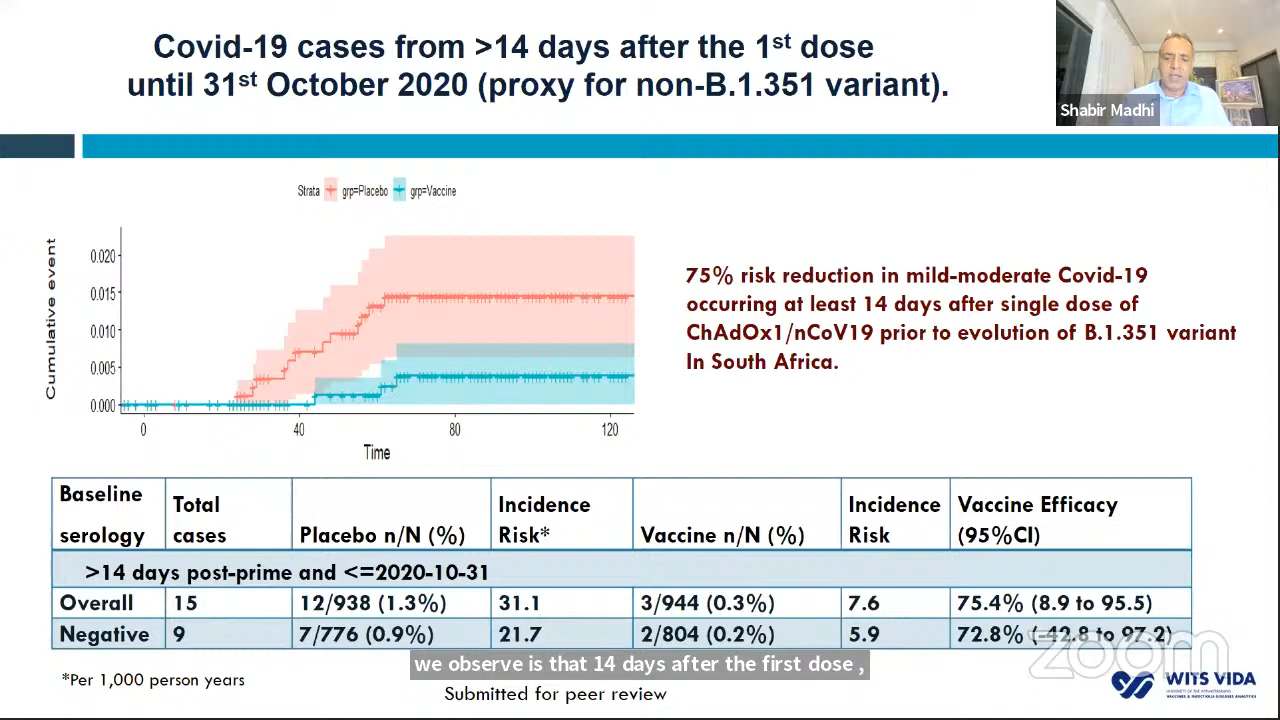 Covid-19 cases from >14 days after the 1st dose
until 31st October 2020 (proxy for non-B.1.351 variant).
Shabir Madhi
Strata grp=Placebo grp=Vaccine
Cumulative event
0.020
0.015
0.010
0.005
0.000
0 40 80 120
Time
75% risk reduction in mild-moderate Covid-19
occurring at least 14 days after single dose of
ChAdOx1/nCoV19 prior to evolution of B.1.351 variant
In South Africa.
Baseline serology Total cases Placebo n/N (%) Incidence Risk* Vaccine n/N (%) Incidence Risk Vaccine Efficacy (95%CI)
>14 days post-prime and <=2020-10-31
Overall 15 12/938 (1.3%) 31.1 3/944 (0.3%) 7.6 75.4% (8.9 to 95.5)
Negative 9 7/776 (0.9%) 21.7 2/804 (0.2%) 5.9 72.8% (-42.8 to 97.2)
we observe is that 14 days after the first dose ,
zoom
*Per 1,000 person years
Submitted for peer review
WITS VIDA